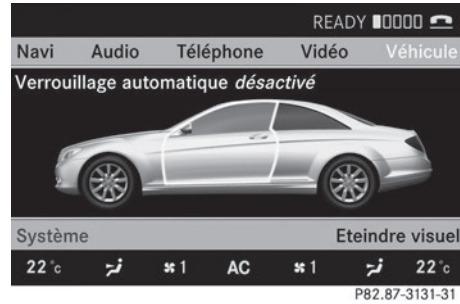 READY
Navi Audio Téléphone Vidéo Véhicule
Verrouillage automatique désactivé
Système Eteindre visuel
22°c 1 AC 1 22°c
P82.87-3131-31